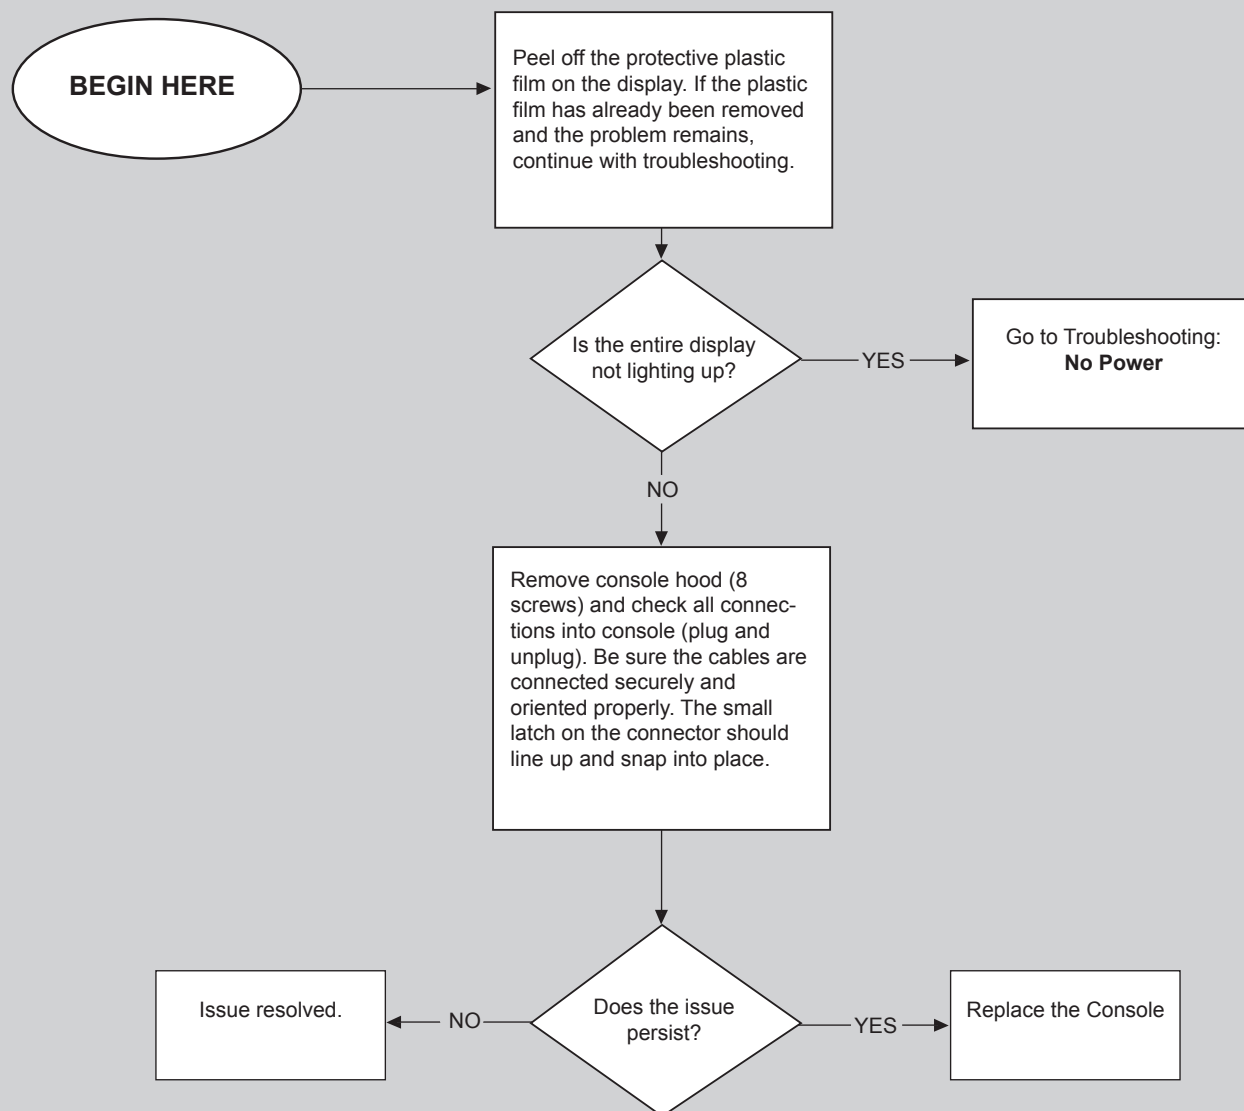 BEGIN HERE
Peel off the protective plastic
film on the display. If the plastic
film has already been removed
and the problem remains,
continue with troubleshooting.
Is the entire display
not lighting up?
YES
Go to Troubleshooting:
No Power
NO
Remove console hood (8
screws) and check all connec-
tions into console (plug and
unplug). Be sure the cables are
connected securely and
oriented properly. The small
latch on the connector should
line up and snap into place.
Does the issue
persist?
NO
Issue resolved.
YES
Replace the Console